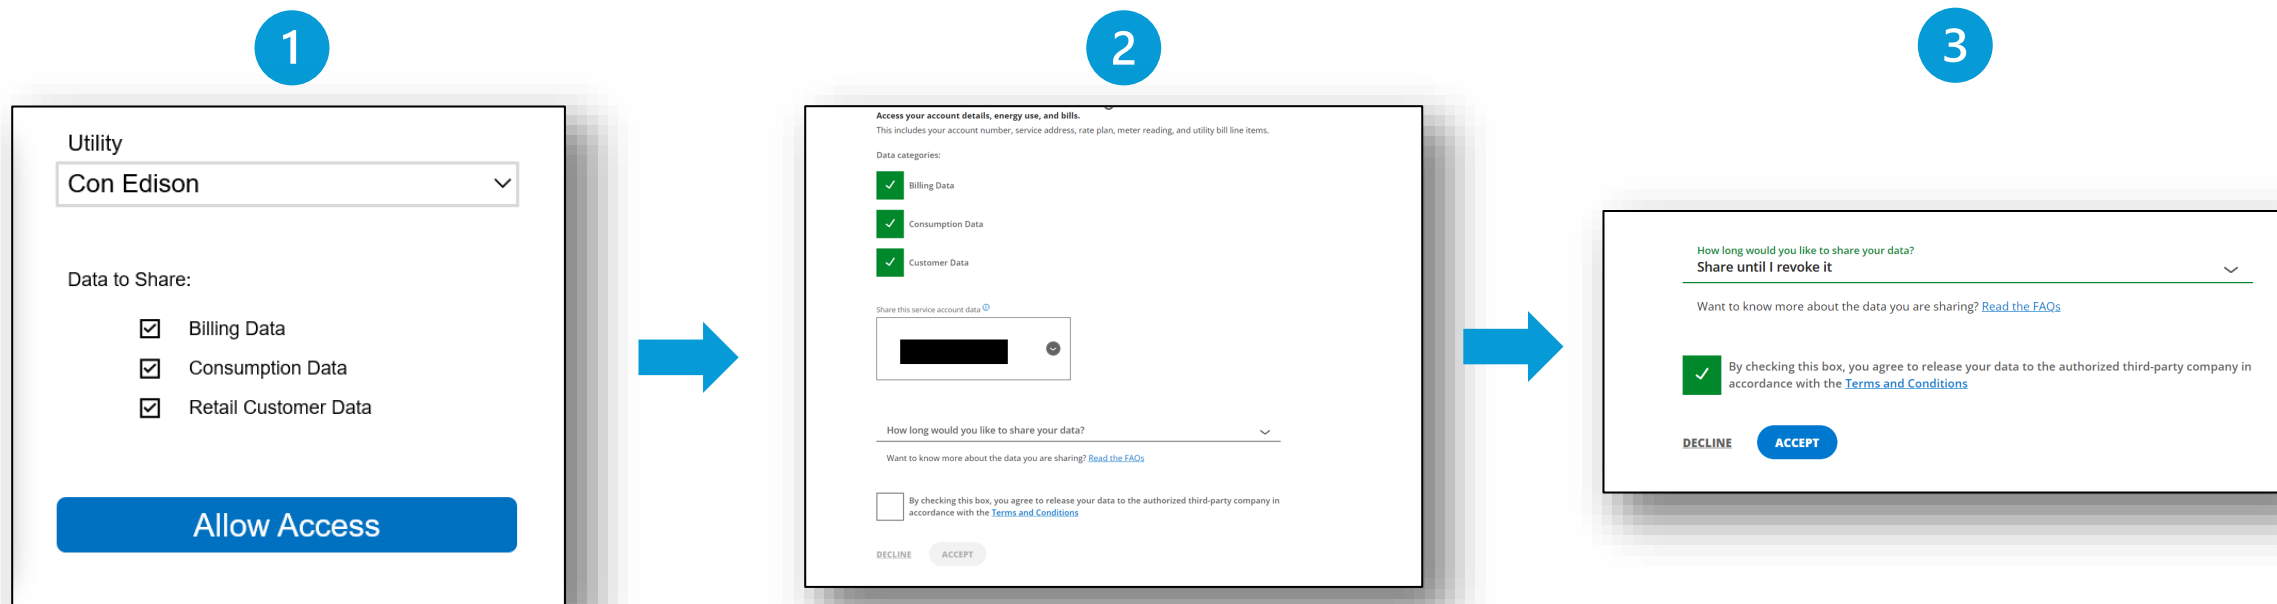 1
Utility
Con Edison
Data to Share:
Billing Data
Consumption Data
Retail Customer Data
Allow Access
2
Access your account details, energy use, and bills.
This includes your account number, service address, rate plan, meter reading, and utility bill line items.
Data categories:
Billing Data
Consumption Data
Customer Data
Share this service account data
How long would you like to share your data?
Want to know more about the data you are sharing? Read the FAQs
By checking this box, you agree to release your data to the authorized third-party company in
accordance with the Terms and Conditions
DECLINE ACCEPT
3
How long would you like to share your data?
Share until I revoke it
Want to know more about the data you are sharing? Read the FAQs
By checking this box, you agree to release your data to the authorized third-party company in
accordance with the Terms and Conditions
DECLINE ACCEPT